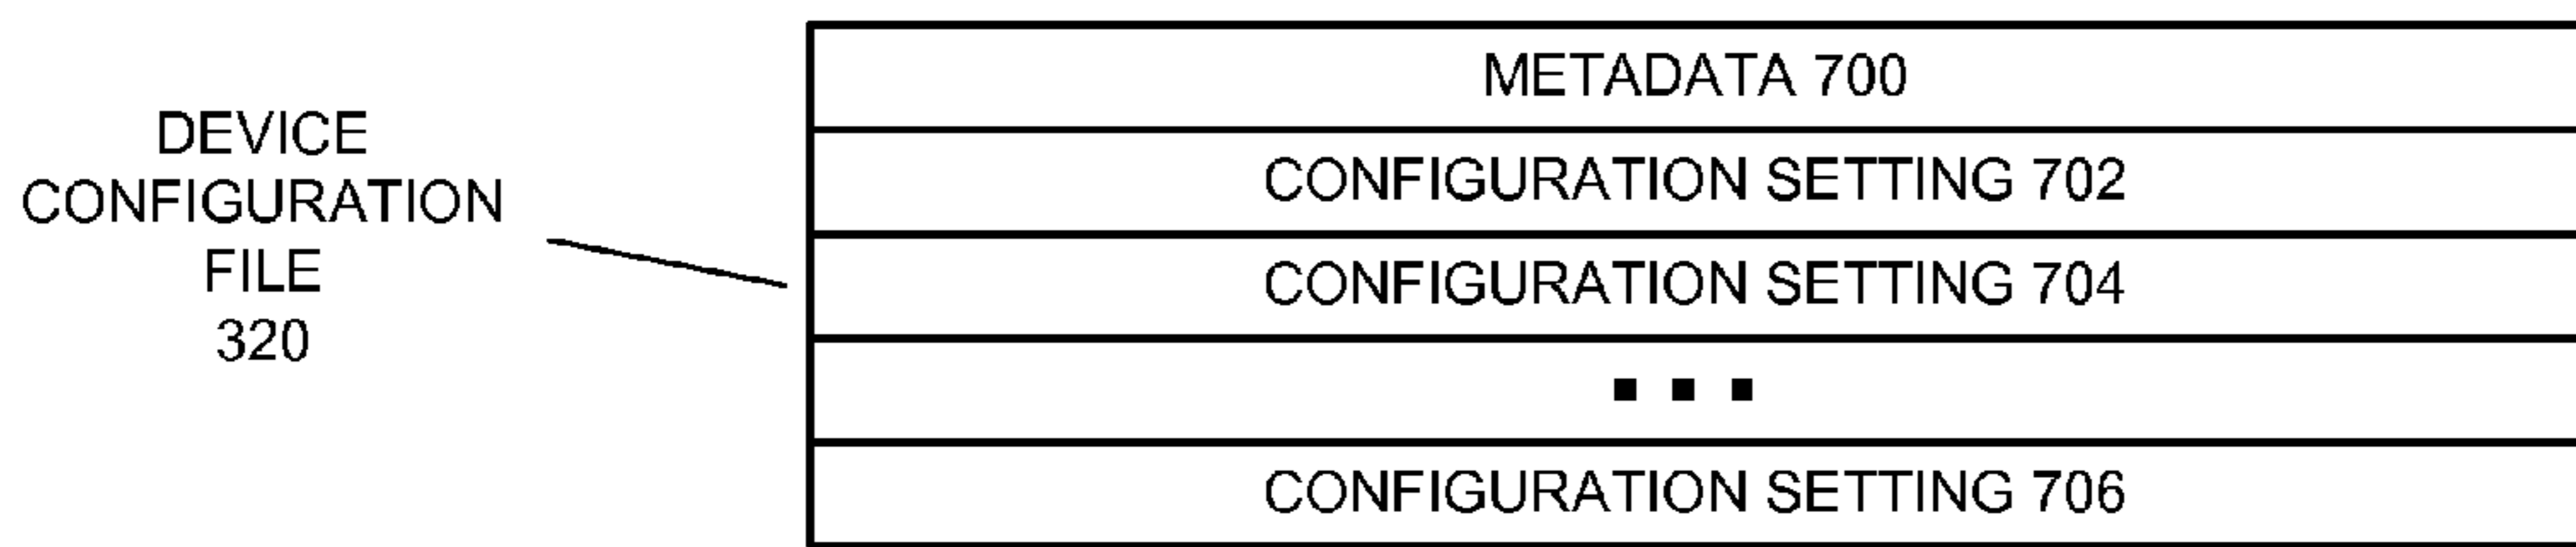 DEVICE
CONFIGURATION
FILE
320
METADATA 700
CONFIGURATION SETTING 702
CONFIGURATION SETTING 704
...
CONFIGURATION SETTING 706